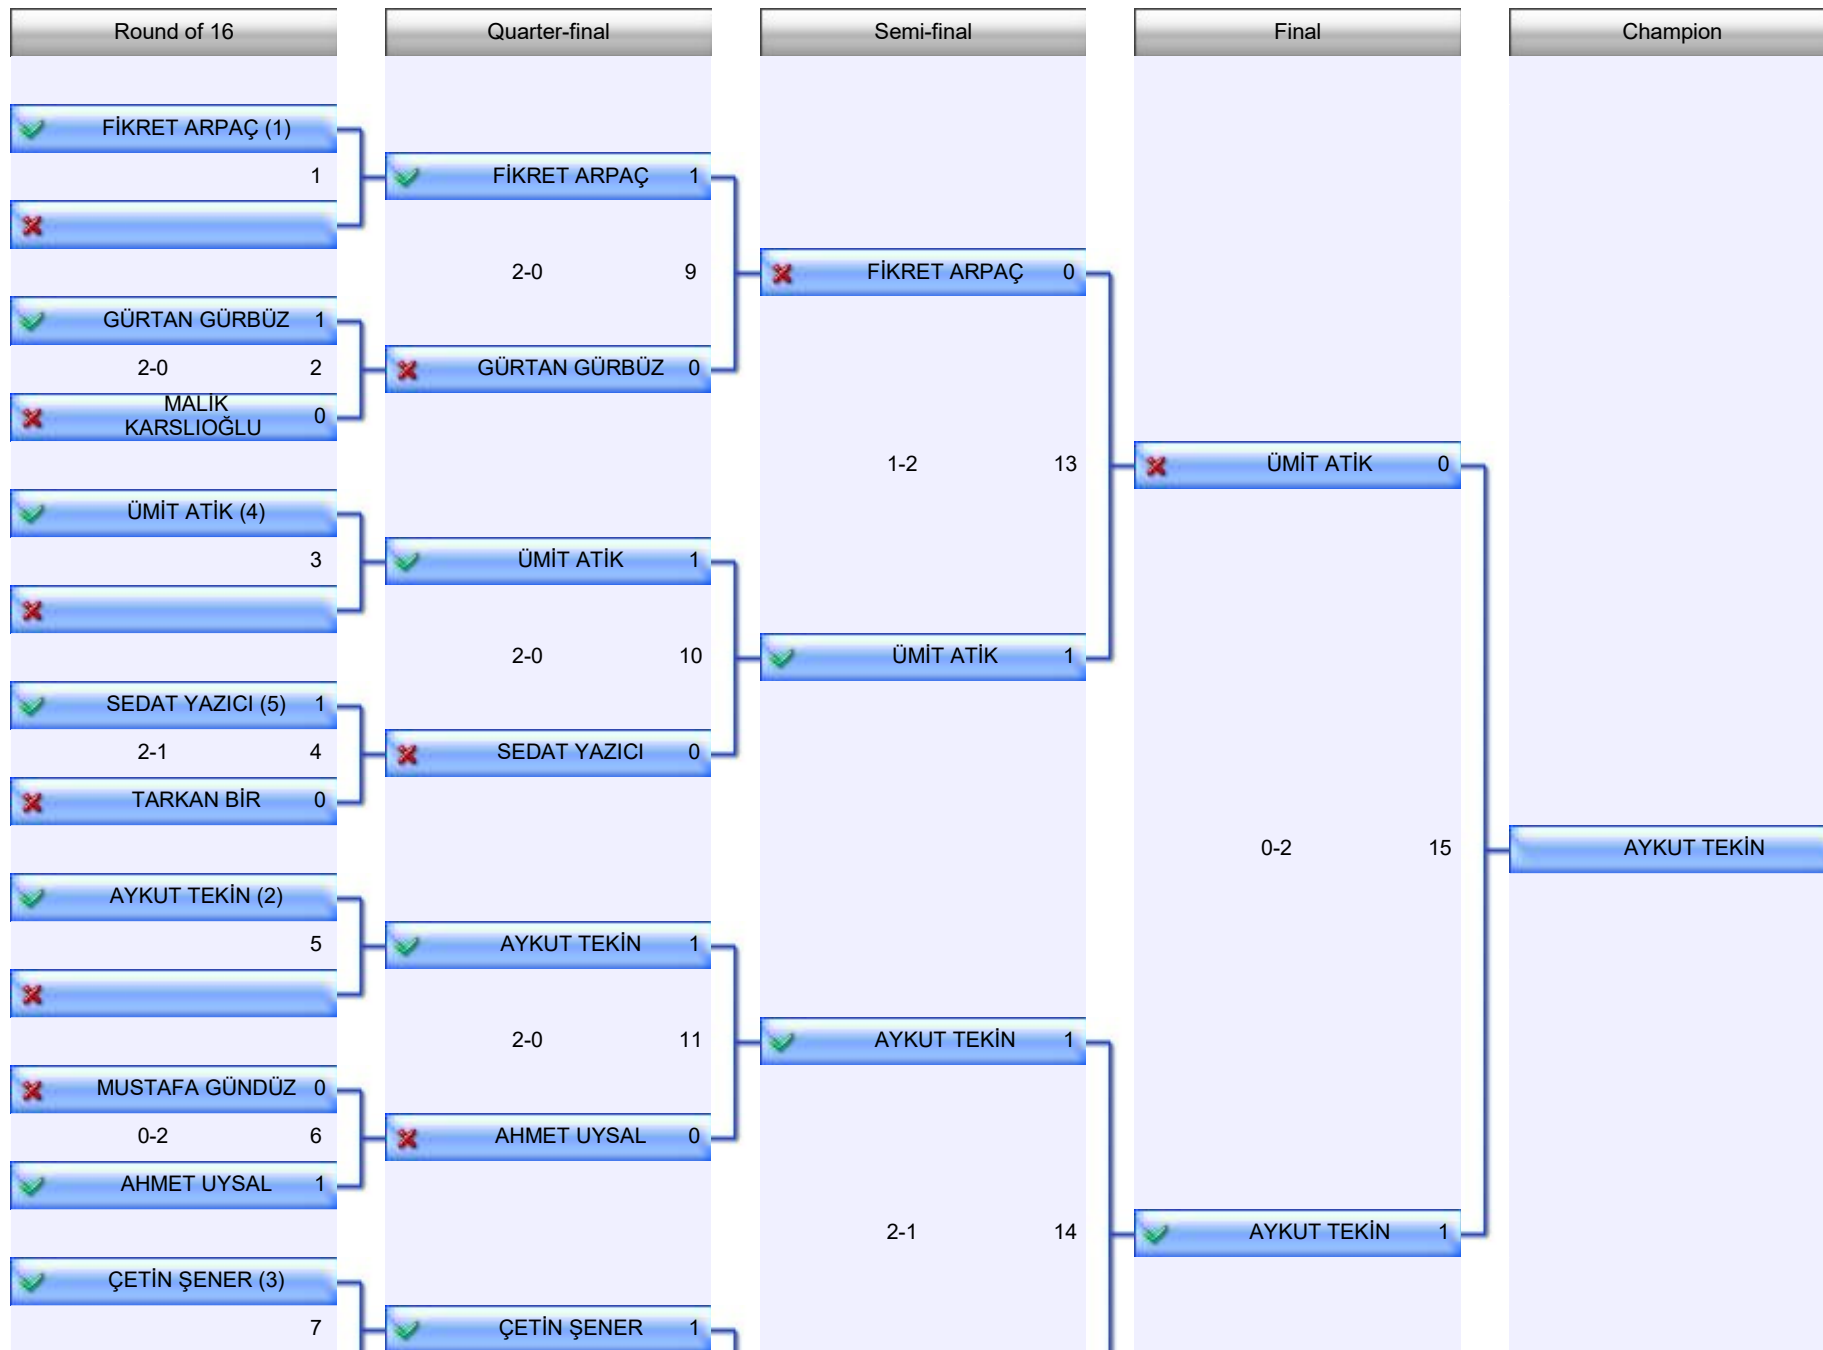 Round of 16 Quarter-final Semi-final Final Champion
FİKRET ARPAÇ (1)
1 FİKRET ARPAÇ 1
2-0 9 FİKRET ARPAÇ 0
GÜRTAN GÜRBÜZ 1
2-0 2 GÜRTAN GÜRBÜZ 0
MALİK
KARSLIOĞLU 0
1-2 13 ÜMİT ATİK 0
ÜMİT ATİK (4)
3 ÜMİT ATİK 1
2-0 10 ÜMİT ATİK 1
SEDAT YAZICI (5) 1
2-1 4 SEDAT YAZICI 0
TARKAN BİR 0
0-2 15 AYKUT TEKİN
AYKUT TEKİN (2)
5 AYKUT TEKİN 1
2-0 11 AYKUT TEKİN 1
MUSTAFA GÜNDÜZ 0
0-2 6 AHMET UYSAL 0
AHMET UYSAL 1
2-1 14 AYKUT TEKİN 1
ÇETİN ŞENER (3)
7 ÇETİN ŞENER 1